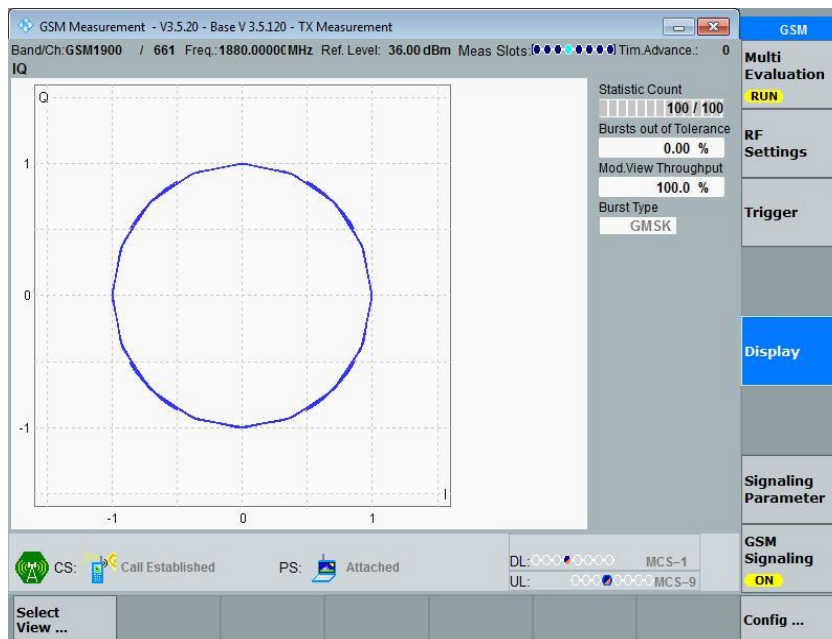 GSM Measurement - V3.5.20 - Base V 3.5.120 - TX Measurement
GSM
Band/Ch:GSM1900 / 661 Freq.:1880.0000MHz Ref. Level: 36.00 dBm Meas Slots: Tim.Advance.: 0
IQ
Multi
Evaluation
RUN
RF
Settings
Trigger
Display
Signaling
Parameter
GSM
Signaling
ON
Config ...
Q
1
0
-1
I
-1 0 1
Statistic Count
100 / 100
Bursts out of Tolerance
0.00 %
Mod.View Throughput
100.0 %
Burst Type
GMSK
CS: Call Established PS: Attached
DL: MCS-1
UL: MCS-9
Select
View ...